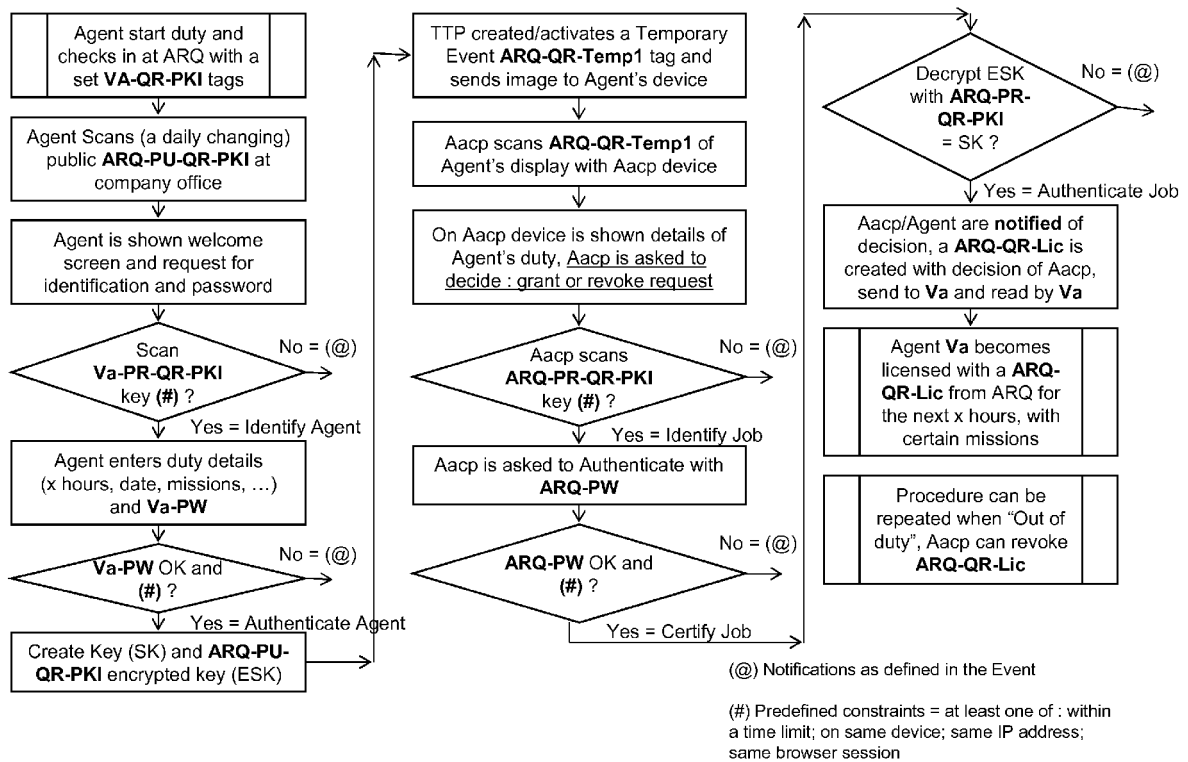 Agent start duty and
checks in at ARQ with a
set VA-QR-PKI tags
Agent Scans (a daily changing)
public ARQ-PU-QR-PKI at
company office
Agent is shown welcome
screen and request for
identification and password
Scan
Va-PR-QR-PKI
key (#) ?
No = (@)
Yes = Identify Agent
Agent enters duty details
(x hours, date, missions, ...)
and Va-PW
Va-PW OK and
(#) ?
No = (@)
Yes = Authenticate Agent
Create Key (SK) and ARQ-PU-
QR-PKI encrypted key (ESK)
TTP created/activates a Temporary
Event ARQ-QR-Temp1 tag and
sends image to Agent's device
Aacp scans ARQ-QR-Temp1 of
Agent's display with Aacp device
On Aacp device is shown details of
Agent's duty, Aacp is asked to
decide : grant or revoke request
Aacp scans
ARQ-PR-QR-PKI
key (#) ?
No = (@)
Yes = Identify Job
Aacp is asked to Authenticate with
ARQ-PW
ARQ-PW OK and
(#) ?
No = (@)
Yes = Certify Job
Decrypt ESK
with ARQ-PR-
QR-PKI
= SK ?
No = (@)
Yes = Authenticate Job
Aacp/Agent are notified of
decision, a ARQ-QR-Lic is
created with decision of Aacp,
send to Va and read by Va
Agent Va becomes
licensed with a ARQ-
QR-Lic from ARQ for
the next x hours, with
certain missions
Procedure can be
repeated when "Out of
duty", Aacp can revoke
ARQ-QR-Lic
(@) Notifications as defined in the Event
(#) Predefined constraints = at least one of : within
a time limit; on same device; same IP address;
same browser session